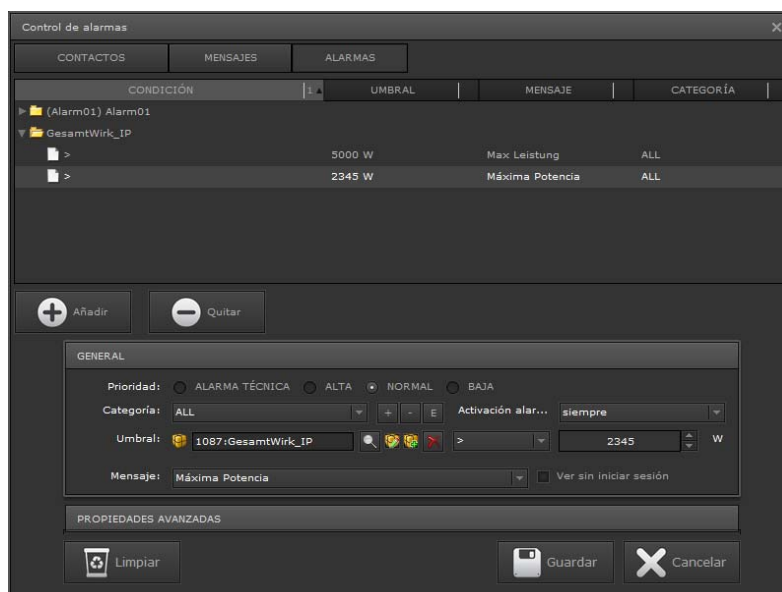 Control de alarmas
CONTACTOS MENSAJES ALARMAS
CONDICIÓN 1 UMBRAL MENSAJE CATEGORÍA
(Alarm01) Alarm01
GesamtWirk_IP
> 5000 W Max Leistung ALL
> 2345 W Máxima Potencia ALL
Añadir Quitar
GENERAL
Prioridad: ALARMA TÉCNICA ALTA NORMAL BAJA
Categoría: ALL + - E Activación alar... siempre
Umbral: 1087:GesamtWirk_IP > 2345 W
Mensaje: Máxima Potencia Ver sin iniciar sesión
PROPIEDADES AVANZADAS
Limpiar Guardar Cancelar